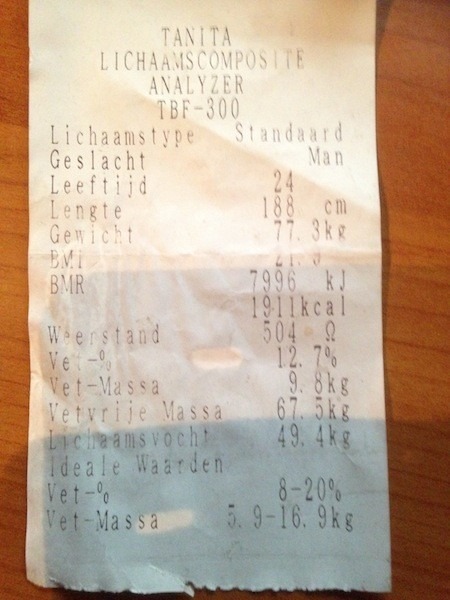 TANITA
LICHAAMSCOMPOSITE
ANALYZER
TBF-300
Lichaamstype Standaard
Geslacht Man
Leeftijd 24
Lengte 188 cm
Gewicht 77.3kg
BMI
BMR 7996 kJ
1911kcal
Weerstand 504 Ω
Vet-% 12.7%
Vet-Massa 9.8kg
Vetvrije Massa 67.5kg
Lichaamsvocht 49.4kg
Ideale Waarden
Vet-% 8-20%
Vet-Massa 5.9-16.9kg